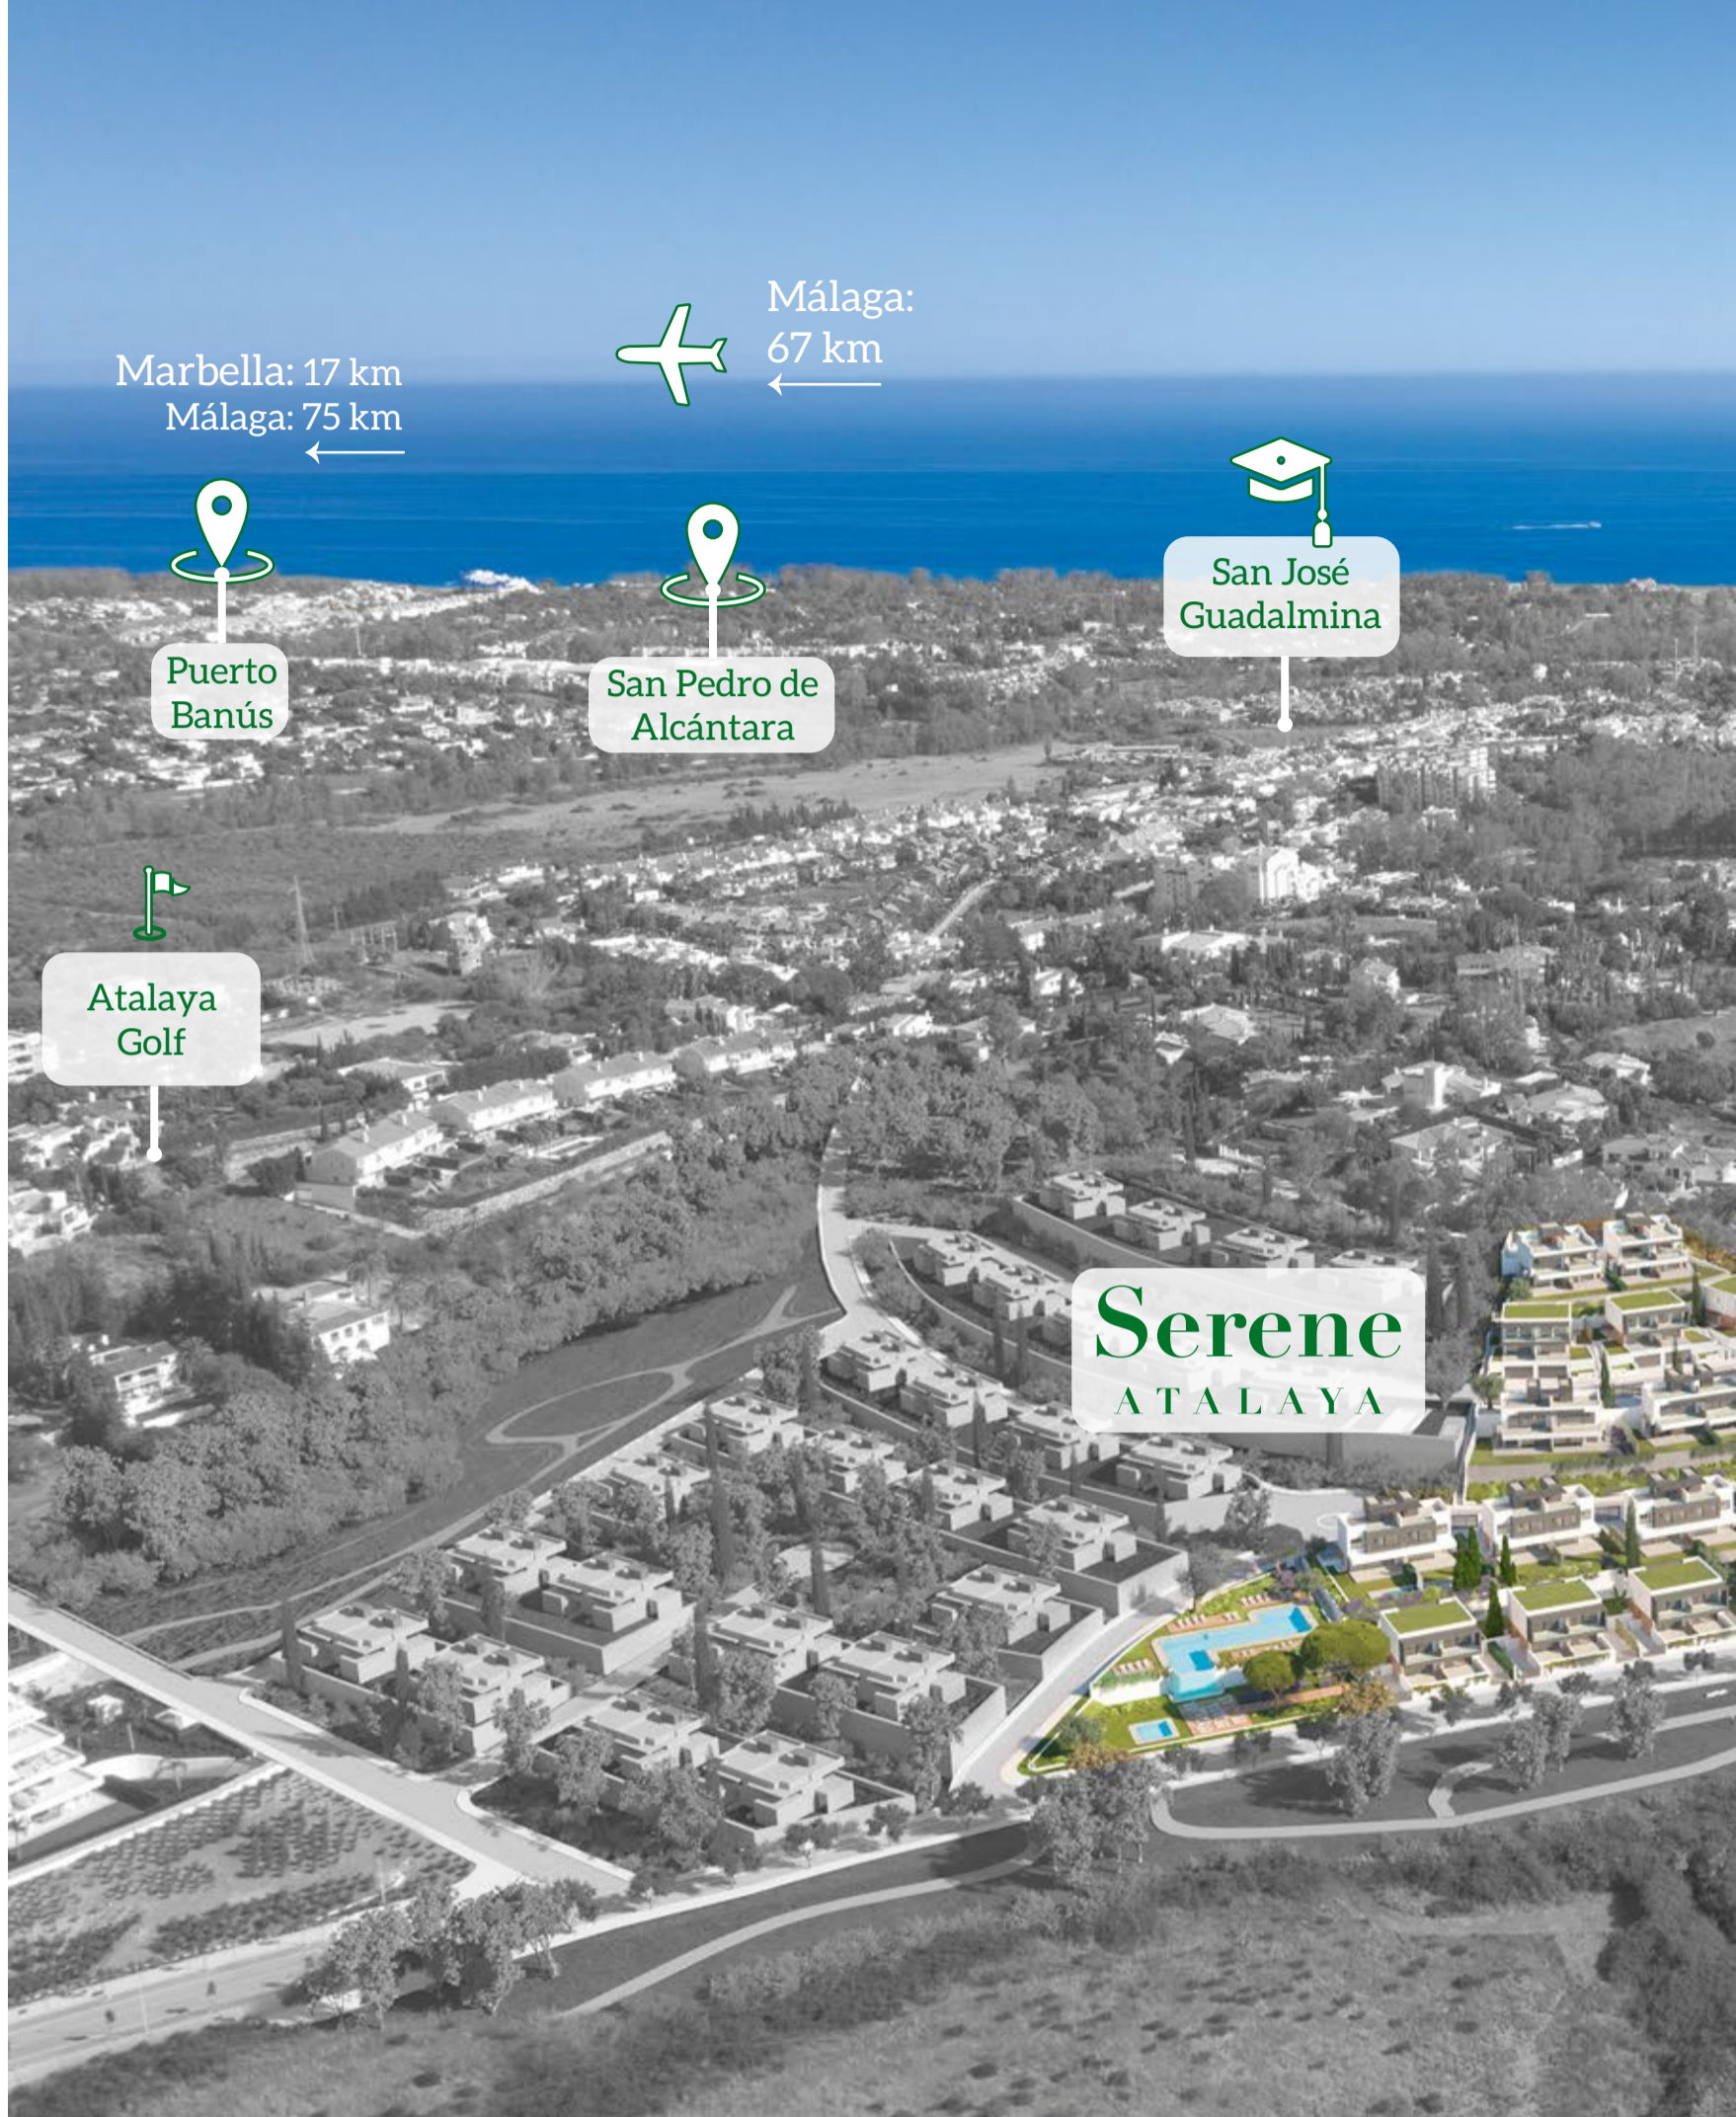 Málaga:
67 km
Marbella: 17 km
Málaga: 75 km
San José
Guadalmina
Puerto
Banús
San Pedro de
Alcántara
Atalaya
Golf
Serene
ATALAYA